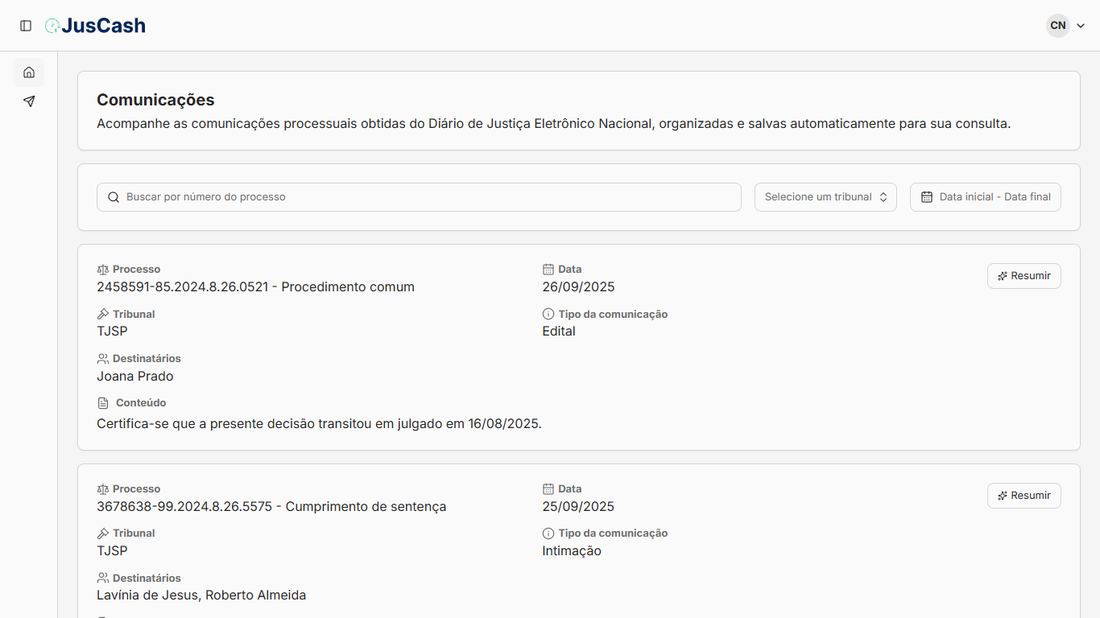 JusCash
CN
Comunicações
Acompanhe as comunicações processuais obtidas do Diário de Justiça Eletrônico Nacional, organizadas e salvas automaticamente para sua consulta.
Buscar por número do processo
Selecione um tribunal
Data inicial - Data final
Processo
2458591-85.2024.8.26.0521 - Procedimento comum
Data
26/09/2025
Resumir
Tribunal
TJSP
Tipo da comunicação
Edital
Destinatários
Joana Prado
Conteúdo
Certifica-se que a presente decisão transitou em julgado em 16/08/2025.
Processo
3678638-99.2024.8.26.5575 - Cumprimento de sentença
Data
25/09/2025
Resumir
Tribunal
TJSP
Tipo da comunicação
Intimação
Destinatários
Lavínia de Jesus, Roberto Almeida